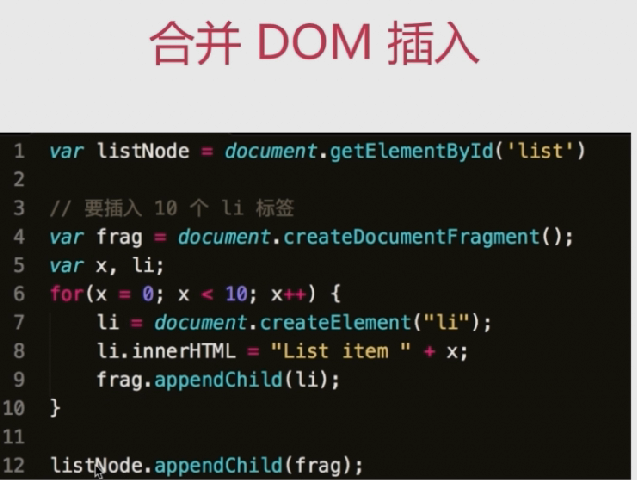 合并 DOM 插入
1 var listNode = document.getElementById('list')
2
3 // 要插入 10 个 li 标签
4 var frag = document.createDocumentFragment();
5 var x, li;
6 for(x = 0; x < 10; x++) {
7 li = document.createElement("li");
8 li.innerHTML = "List item " + x;
9 frag.appendChild(li);
10 }
11
12 listNode.appendChild(frag);